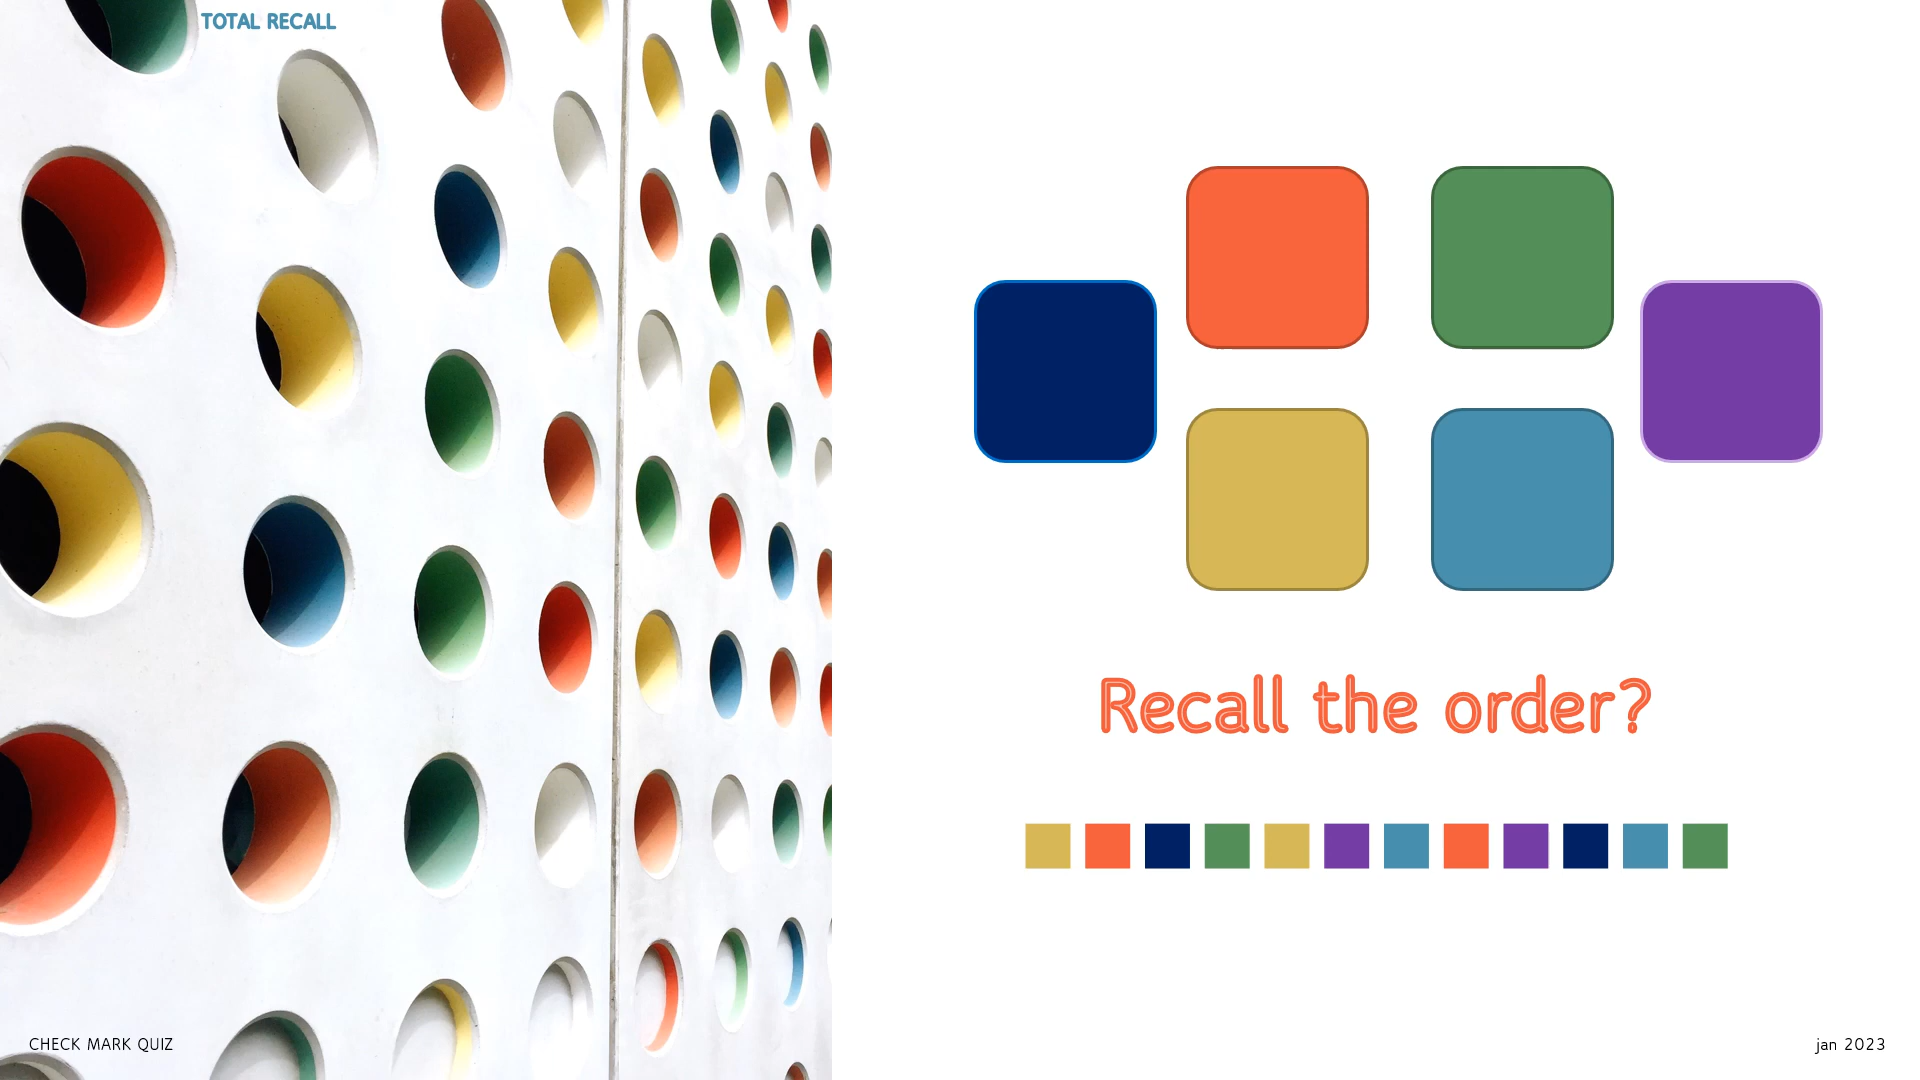 TOTAL RECALL
Recall the order?
CHECK MARK QUIZ
jan 2023